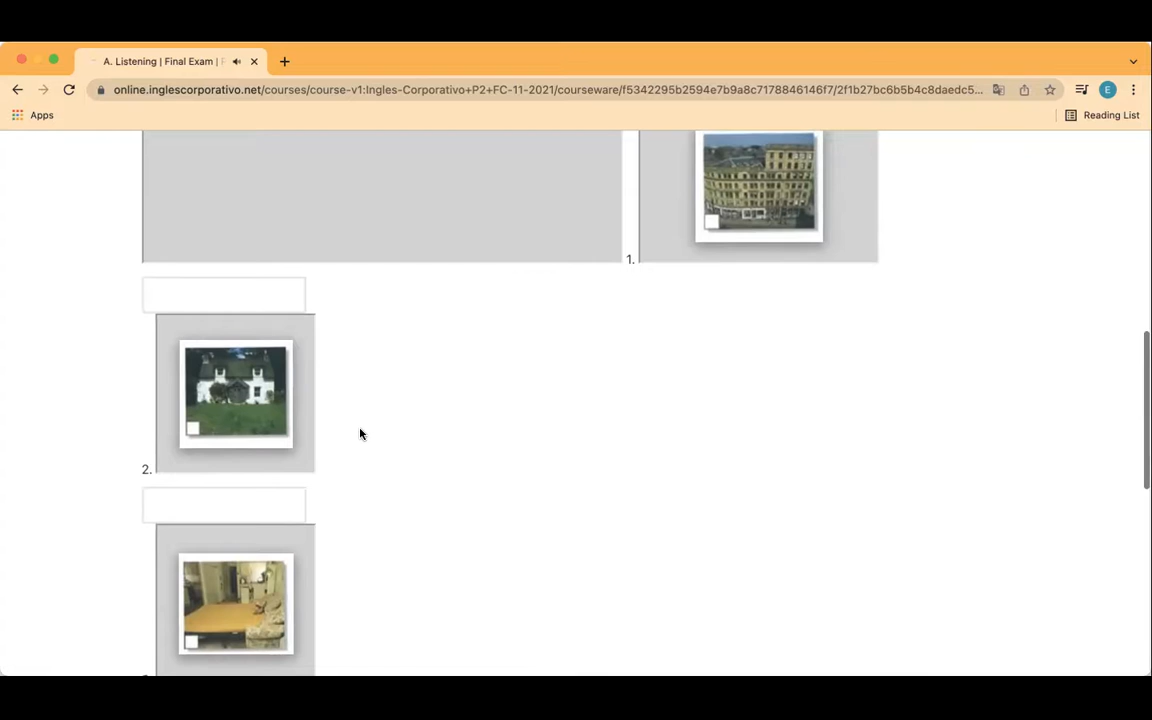 A. Listening | Final Exam | F
online.inglescorporativo.net/courses/course-v1:Ingles-Corporativo+P2+FC-11-2021/courseware/f5342295b2594e7b9a8c7178846146f7/2f1b27bc6b5b4c8daedc5...
E
Apps
Reading List
1.
2.